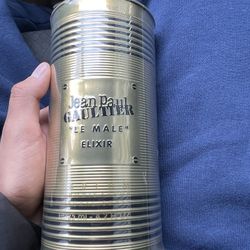 Jean Paul
GAULTIER
"LE MALE"
ELIXIR